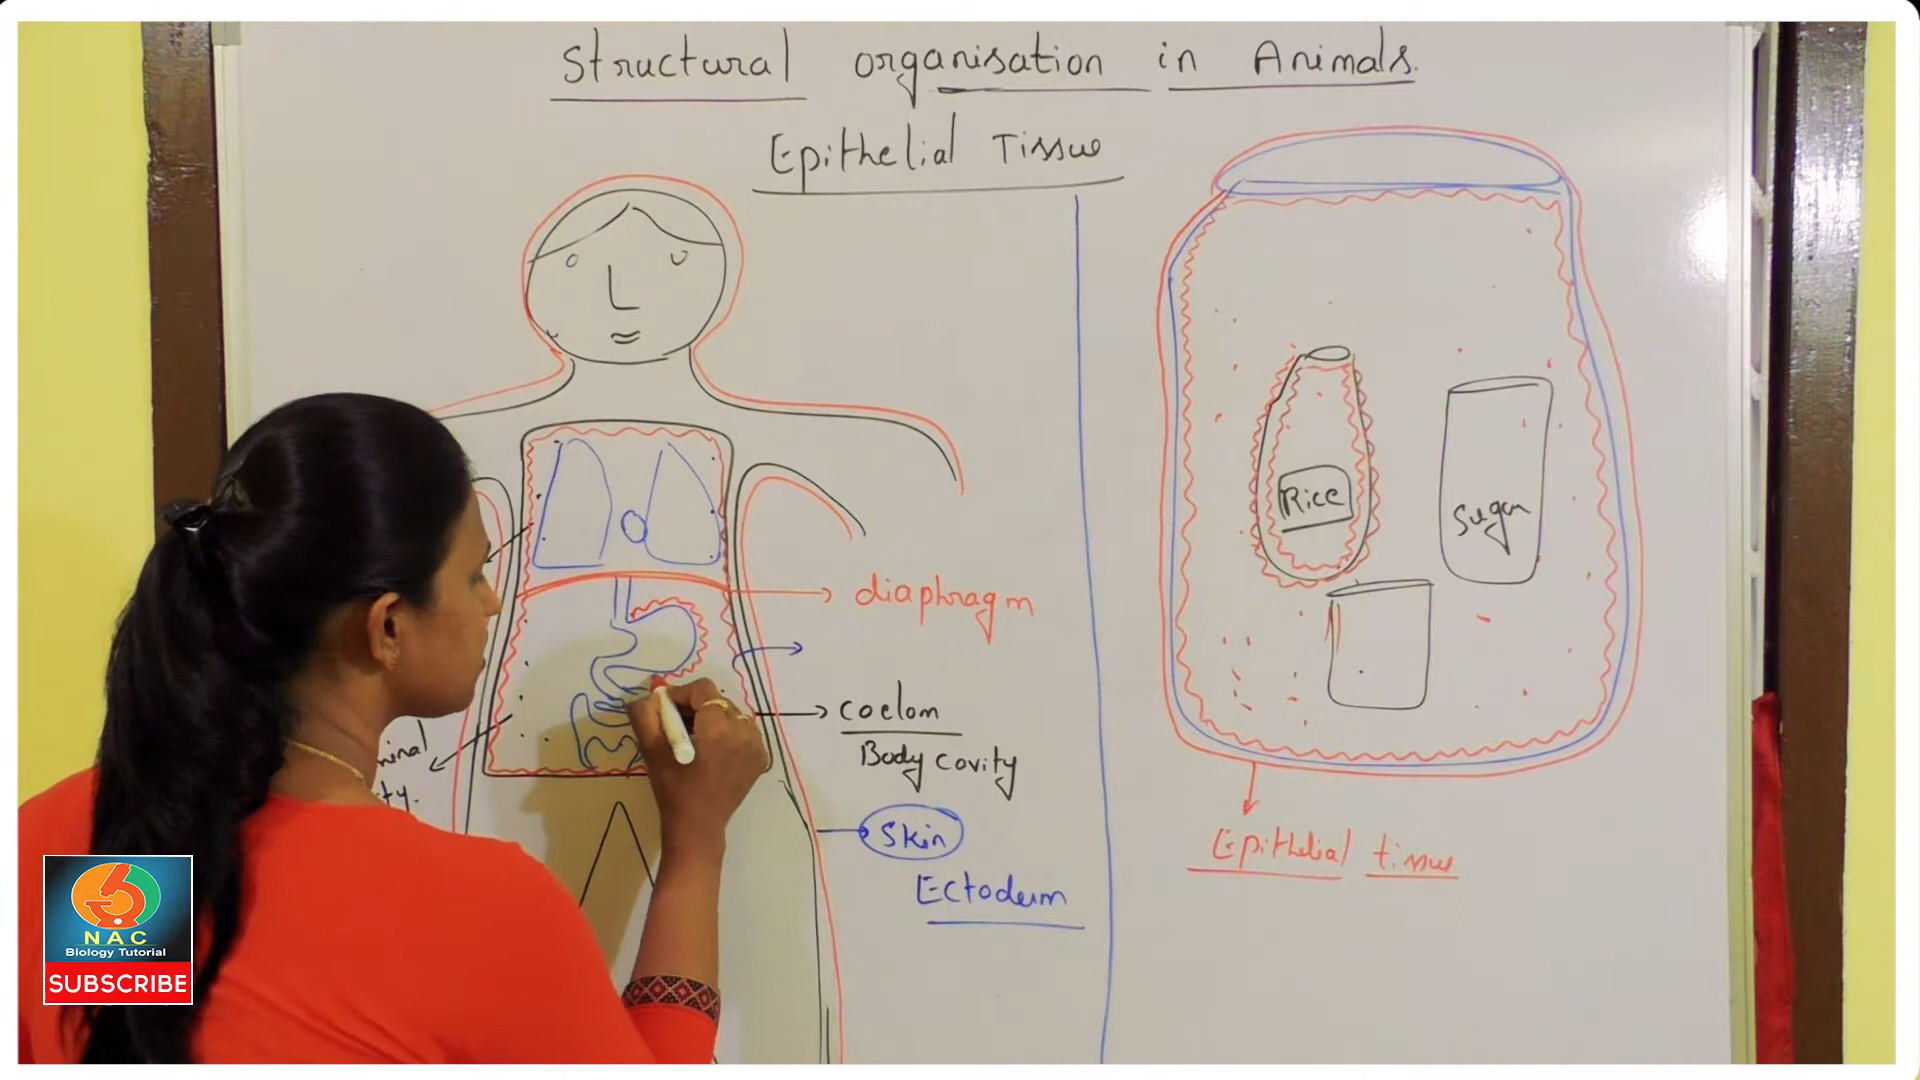 Structural organisation in Animals.
Epithelial Tissue
Rice
Sugar
diaphragm
coelom
Body cavity
Skin
Ectoderm
Epithelial tissue
NAC
Biology Tutorial
SUBSCRIBE